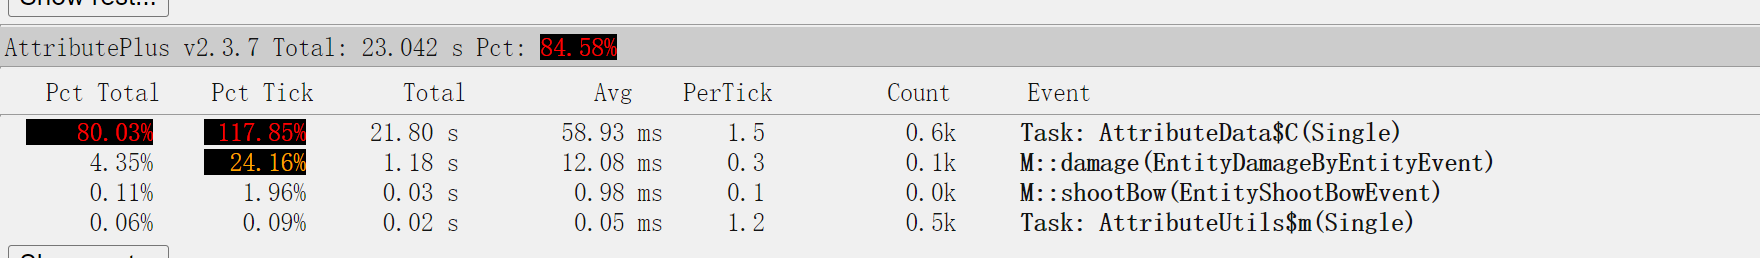 AttributePlus v2.3.7 Total: 23.042 s Pct: 84.58%
Pct Total Pct Tick Total Avg PerTick Count Event
80.03% 117.85% 21.80 s 58.93 ms 1.5 0.6k Task: AttributeData$C(Single)
4.35% 24.16% 1.18 s 12.08 ms 0.3 0.1k M::damage(EntityDamageByEntityEvent)
0.11% 1.96% 0.03 s 0.98 ms 0.1 0.0k M::shootBow(EntityShootBowEvent)
0.06% 0.09% 0.02 s 0.05 ms 1.2 0.5k Task: AttributeUtils$m(Single)